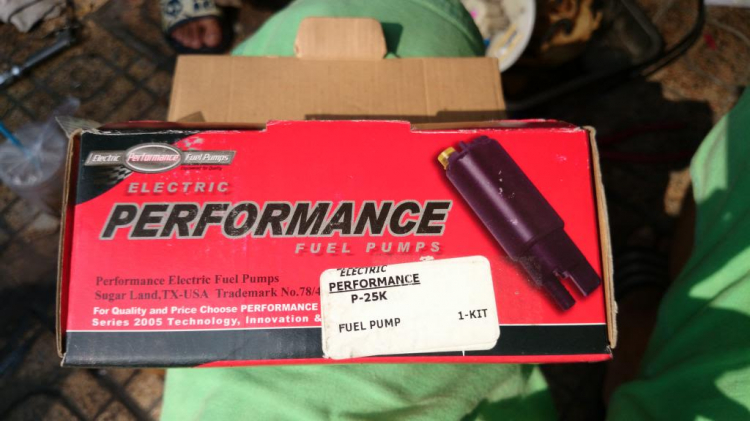 Electric Performance Fuel Pumps
ELECTRIC
PERFORMANCE
FUEL PUMPS
Performance Electric Fuel Pumps
Sugar Land,TX-USA Trademark No.78/4
For Quality and Price Choose PERFORMANCE
Series 2005 Technology, Innovation &
ELECTRIC
PERFORMANCE
P-25K
FUEL PUMP 1-KIT